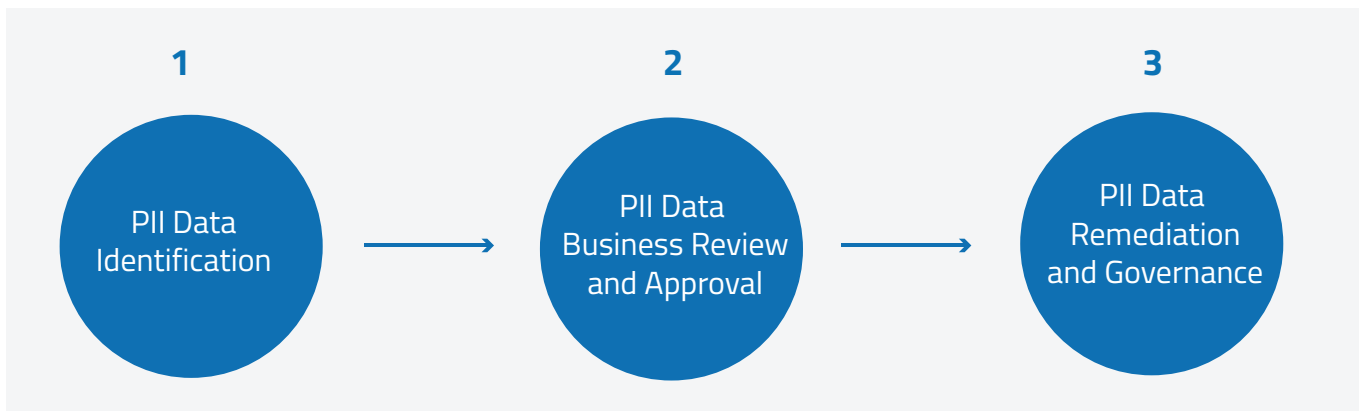 1
PII Data
Identification
2
PII Data
Business Review
and Approval
3
PII Data
Remediation
and Governance